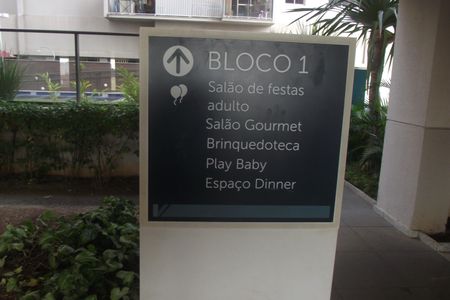 BLOCO 1
Salão de festas
adulto
Salão Gourmet
Brinquedoteca
Play Baby
Espaço Dinner